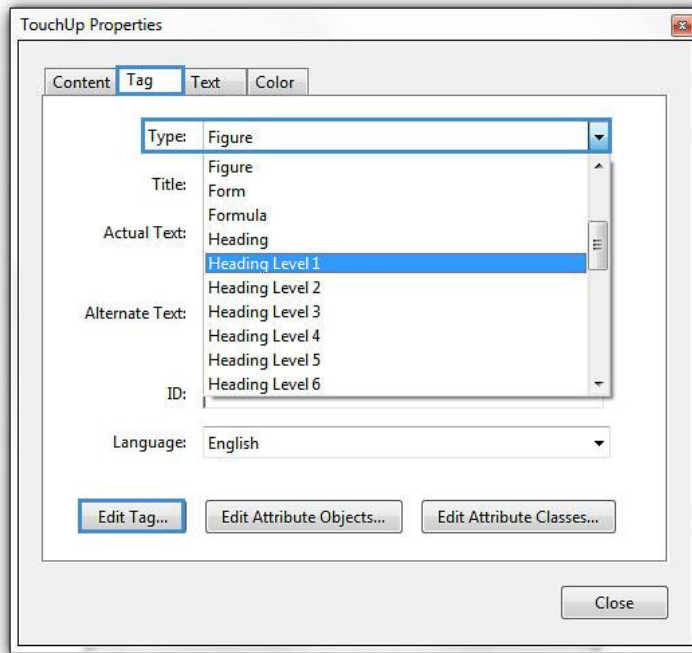 TouchUp Properties
Content Tag Text Color
Type: Figure
Figure
Title:
Form
Formula
Actual Text:
Heading
Heading Level 1
Heading Level 2
Alternate Text:
Heading Level 3
Heading Level 4
Heading Level 5
Heading Level 6
ID:
Language: English
Edit Tag... Edit Attribute Objects... Edit Attribute Classes...
Close